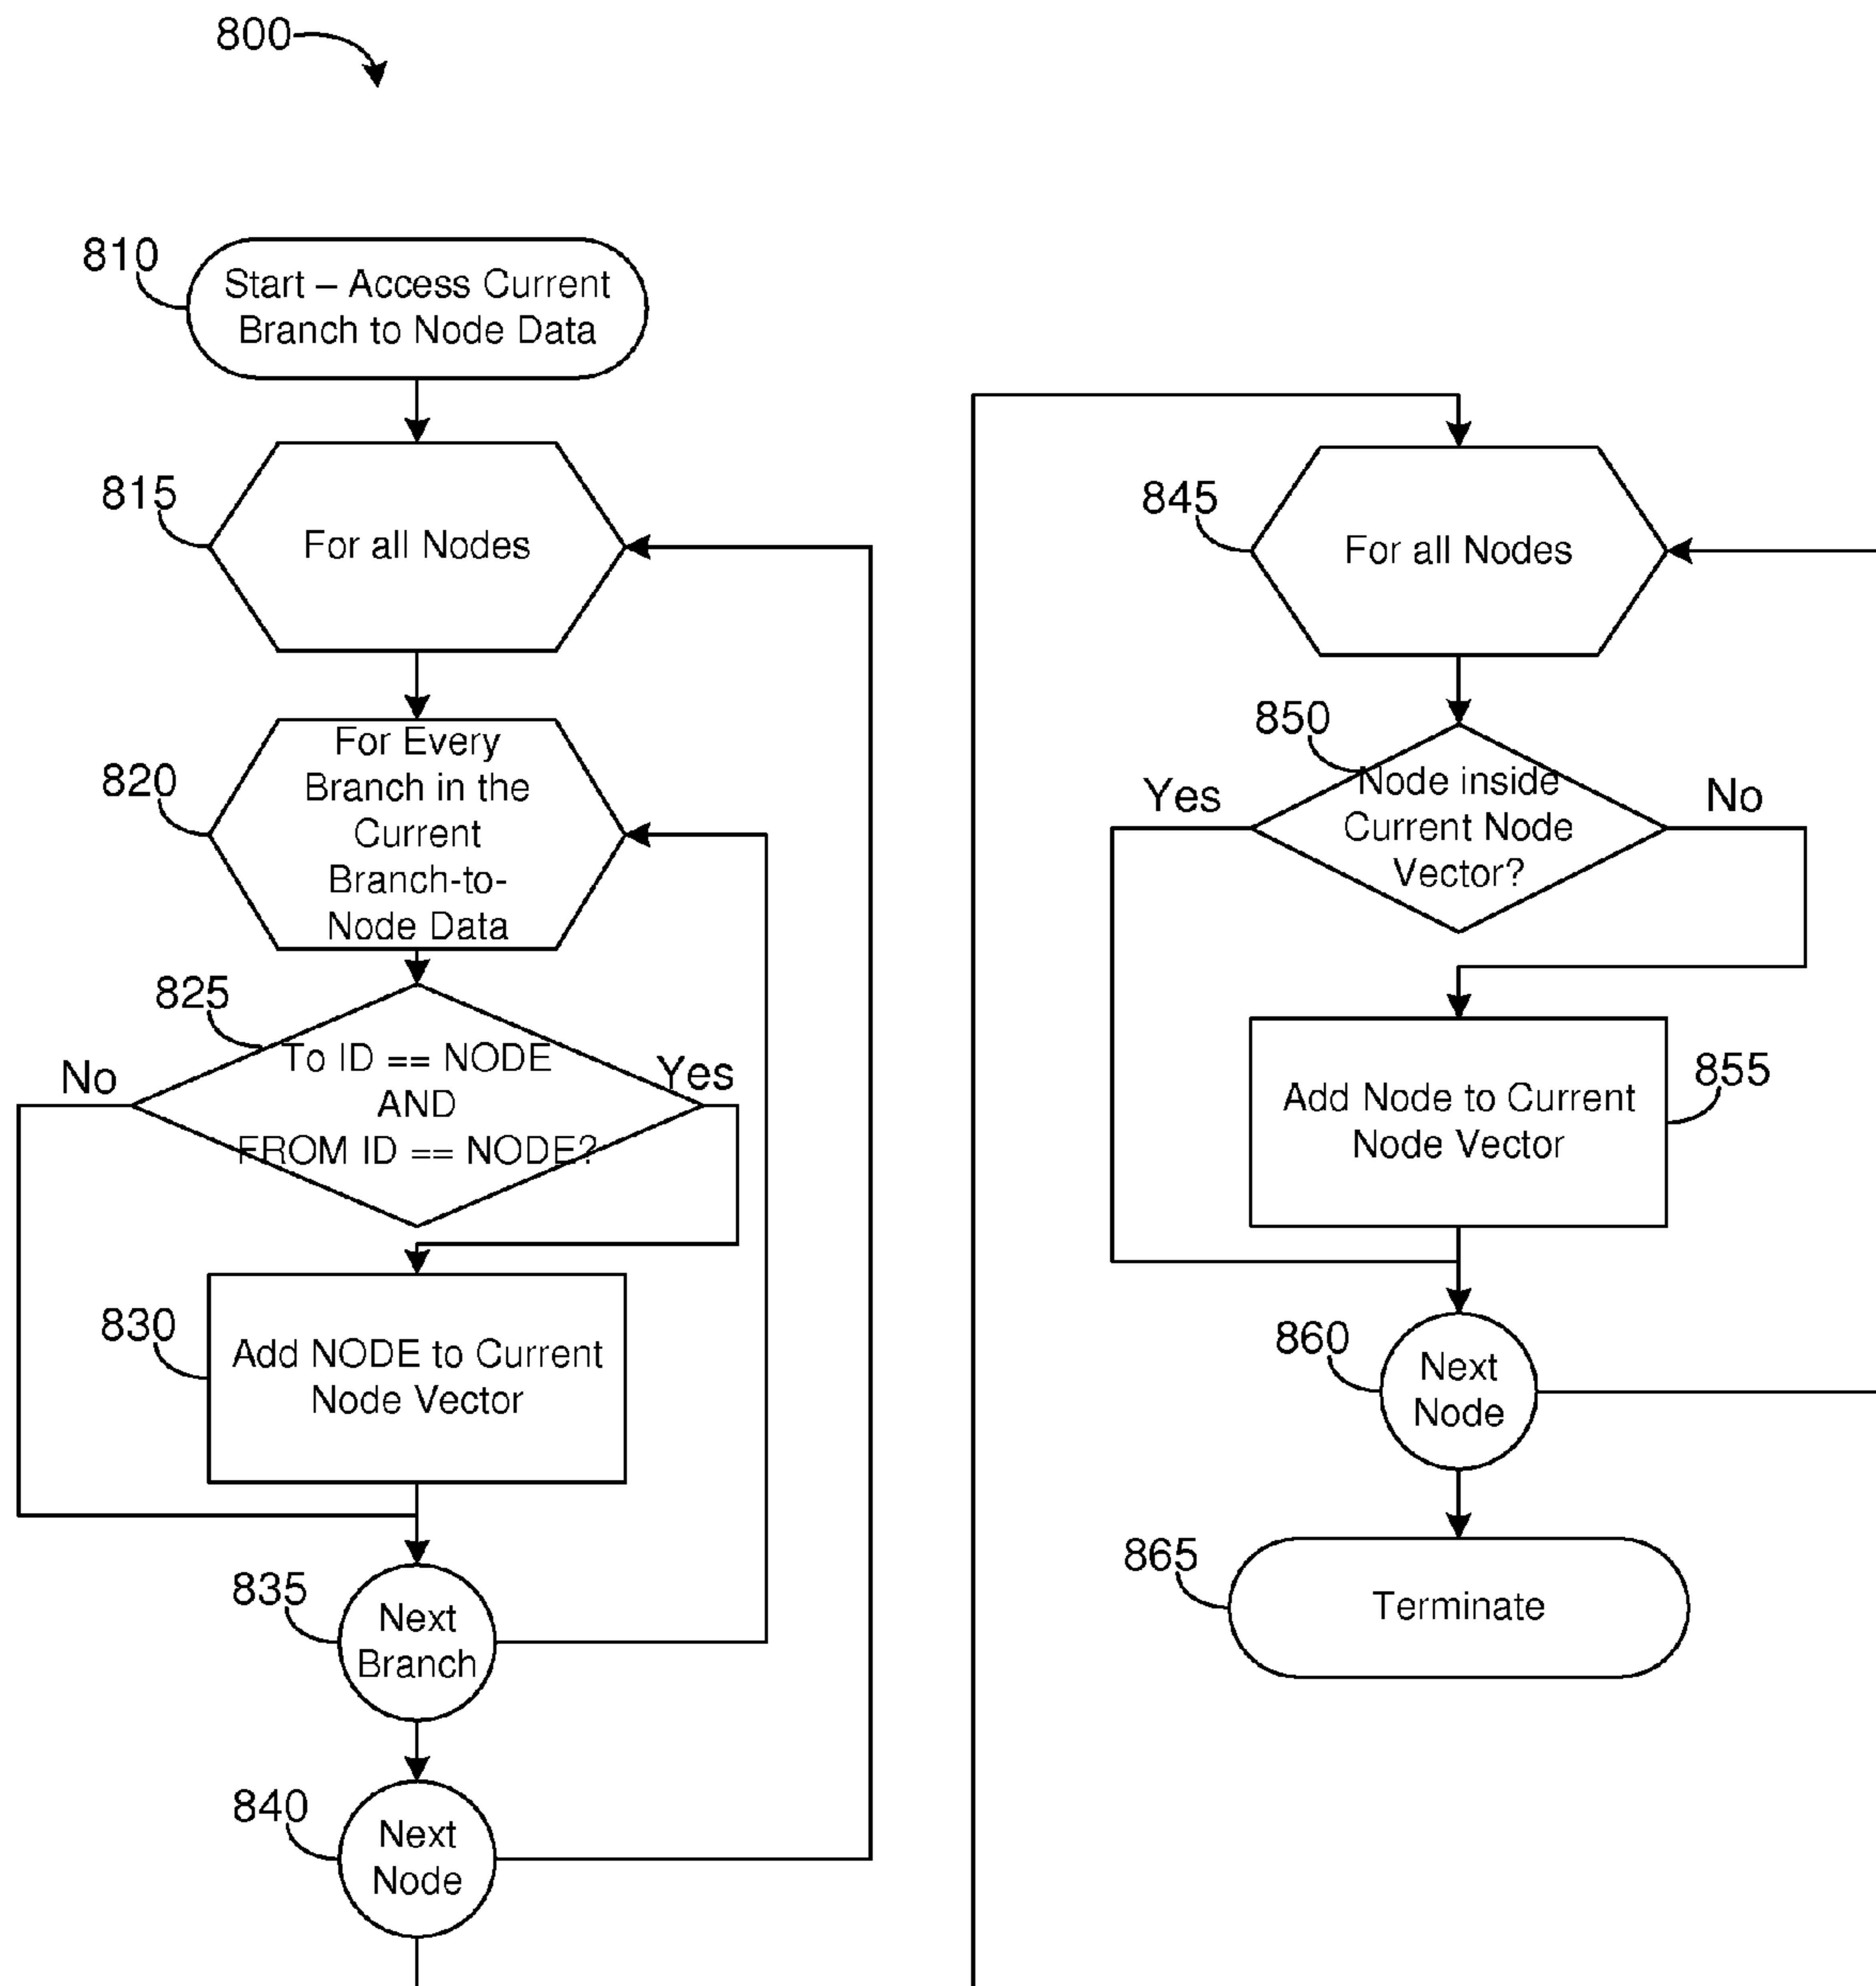 800
810
Start – Access Current
Branch to Node Data
815
For all Nodes
820
For Every
Branch in the
Current
Branch-to-
Node Data
825
To ID == NODE
AND
FROM ID == NODE?
No
Yes
830
Add NODE to Current
Node Vector
835
Next
Branch
840
Next
Node
845
For all Nodes
850
Node inside
Current Node
Vector?
Yes
No
855
Add Node to Current
Node Vector
860
Next
Node
865
Terminate